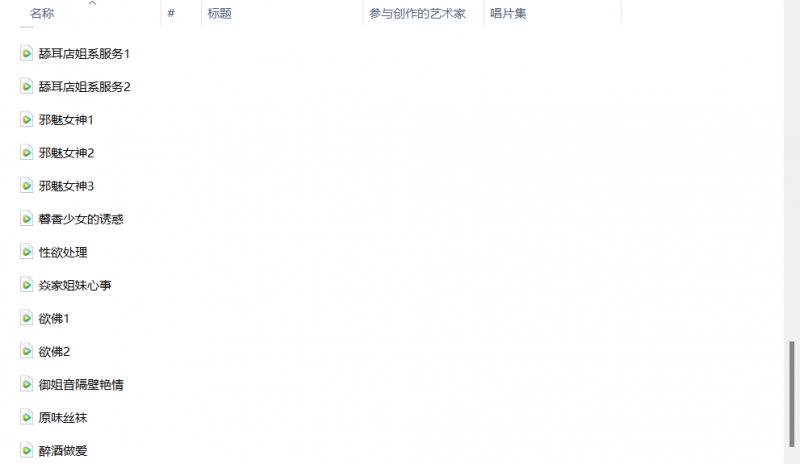 名称 # 标题 参与创作的艺术家 唱片集
舔耳店姐系服务1
舔耳店姐系服务2
邪魅女神1
邪魅女神2
邪魅女神3
馨香少女的诱惑
性欲处理
焱家姐妹心事
欲佛1
欲佛2
御姐音隔壁艳情
原味丝袜
醉酒做爱